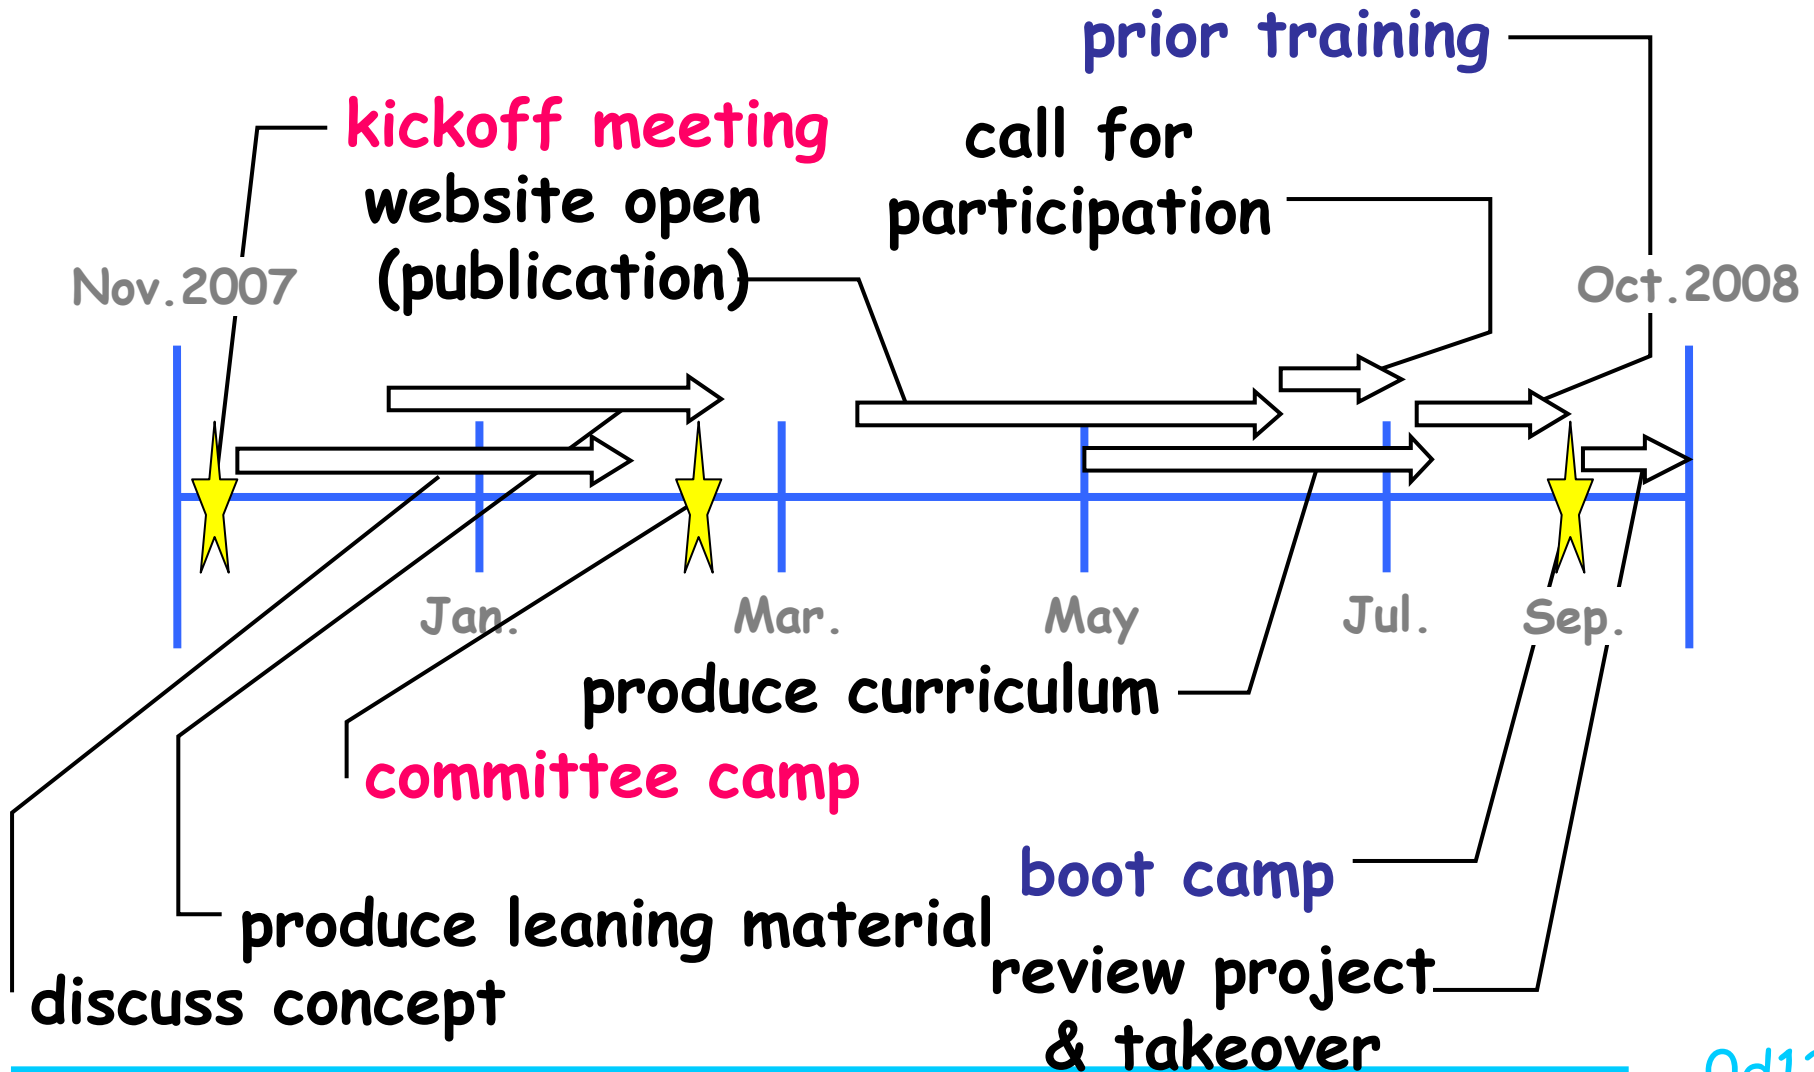 prior training
kickoff meeting
call for
website open
participation
(publication)
Nov.2007
Oct.2008
Jan.
Mar.
May
Jul.
Sep.
produce curriculum
committee camp
boot camp
produce leaning material
review project
discuss concept
& takeover